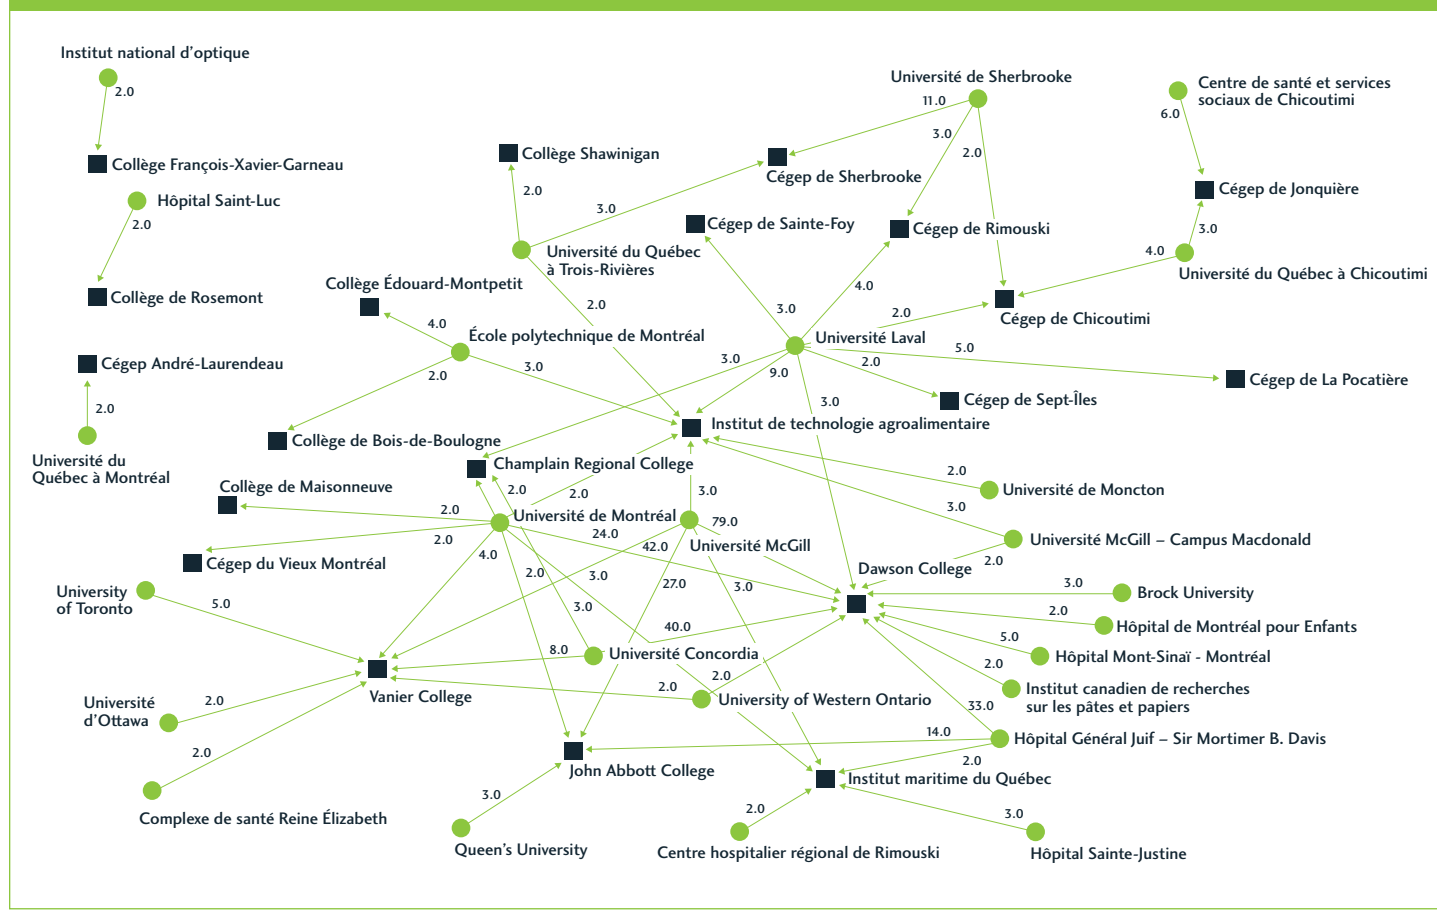 Institut national d’optique
2.0
Collège François-Xavier-Garneau
Hôpital Saint-Luc
2.0
Collège de Rosemont
Cégep André-Laurendeau
2.0
Université du
Québec à Montréal
Université de Sherbrooke
11.0
3.0
2.0
Centre de santé et services
sociaux de Chicoutimi
6.0
Collège Shawinigan
2.0
3.0
Cégep de Sherbrooke
Cégep de Jonquière
3.0
4.0
Université du Québec à Chicoutimi
Cégep de Sainte-Foy
Cégep de Rimouski
Université du Québec
à Trois-Rivières
2.0
Collège Édouard-Montpetit
4.0
École polytechnique de Montréal
2.0
3.0
4.0
3.0
2.0
Cégep de Chicoutimi
Université Laval
3.0
9.0
2.0
5.0
3.0
Cégep de La Pocatière
Cégep de Sept-Îles
Institut de technologie agroalimentaire
Collège de Bois-de-Boulogne
Champlain Regional College
Collège de Maisonneuve
2.0
2.0
2.0
3.0
2.0
Université de Moncton
3.0
Université de Montréal
79.0
24.0
42.0
Université McGill
2.0
Cégep du Vieux Montréal
4.0
Université McGill – Campus Macdonald
2.0
Dawson College
University
of Toronto
5.0
2.0
3.0
27.0
3.0
3.0
Brock University
3.0
2.0
Hôpital de Montréal pour Enfants
40.0
5.0
Hôpital Mont-Sinaï - Montréal
8.0
Université Concordia
2.0
Institut canadien de recherches
sur les pâtes et papiers
Vanier College
2.0
2.0
University of Western Ontario
33.0
Université
d’Ottawa
2.0
2.0
14.0
Hôpital Général Juif – Sir Mortimer B. Davis
2.0
John Abbott College
Institut maritime du Québec
Complexe de santé Reine Élizabeth
3.0
Queen’s University
2.0
Centre hospitalier régional de Rimouski
3.0
Hôpital Sainte-Justine